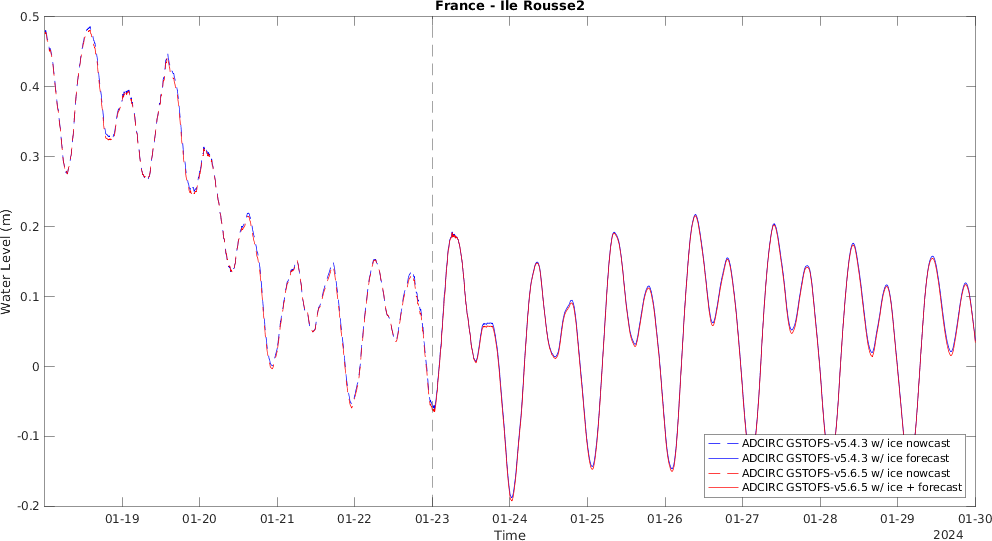 France - Ile Rousse2
Water Level (m)
0.5
0.4
0.3
0.2
0.1
0
-0.1
-0.2
ADCIRC GSTOFS-v5.4.3 w/ ice nowcast
ADCIRC GSTOFS-v5.4.3 w/ ice forecast
ADCIRC GSTOFS-v5.6.5 w/ ice nowcast
ADCIRC GSTOFS-v5.6.5 w/ ice + forecast
01-19 01-20 01-21 01-22 01-23 01-24 01-25 01-26 01-27 01-28 01-29 01-30
Time
2024